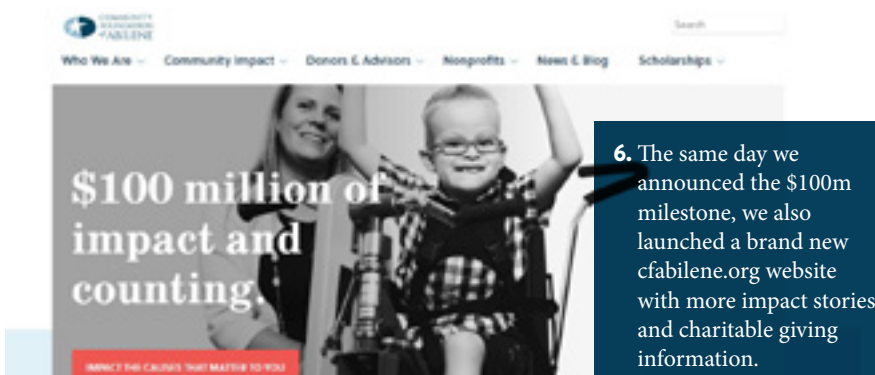 COMMUNITY
FOUNDATION
of ABILENE
Search
Who We Are
Community Impact
Donors & Advisors
Nonprofits
News & Blog
Scholarships
$100 million of
impact and
counting.
IMPACT THE CAUSES THAT MATTER TO YOU
6. The same day we
announced the $100m
milestone, we also
launched a brand new
cfabilene.org website
with more impact stories
and charitable giving
information.